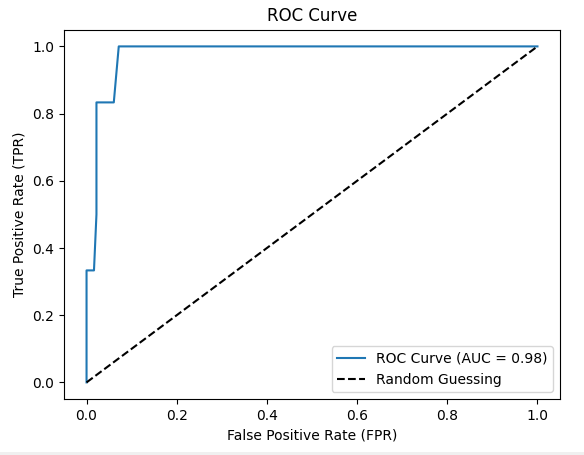 ROC Curve
True Positive Rate (TPR)
1.0
0.8
0.6
0.4
0.2
0.0
0.0 0.2 0.4 0.6 0.8 1.0
False Positive Rate (FPR)
ROC Curve (AUC = 0.98)
Random Guessing